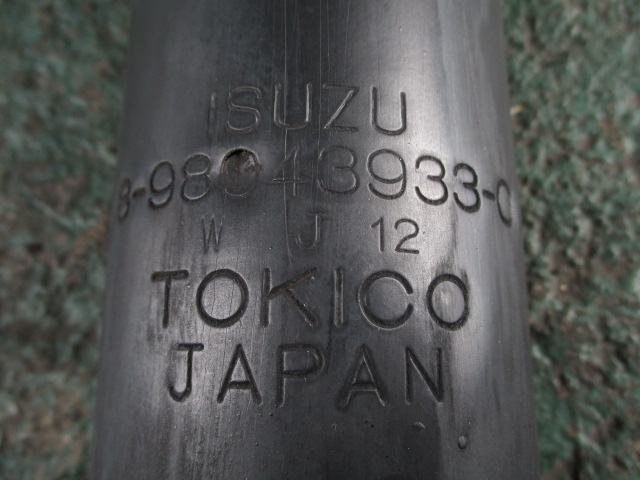 ISUZU
8-98043933-0
W J 12
TOKICO
JAPAN